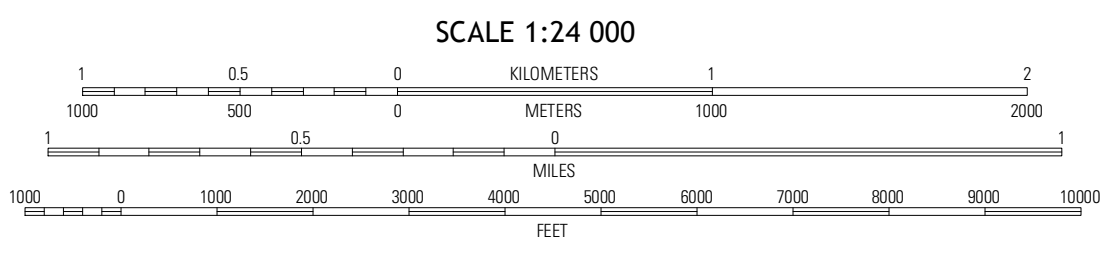 SCALE 1:24 000
1 0.5 0 KILOMETERS 1 2
1000 500 0 METERS 1000 2000
1 0.5 0 1
MILES
1000 0 1000 2000 3000 4000 5000 6000 7000 8000 9000 10000
FEET